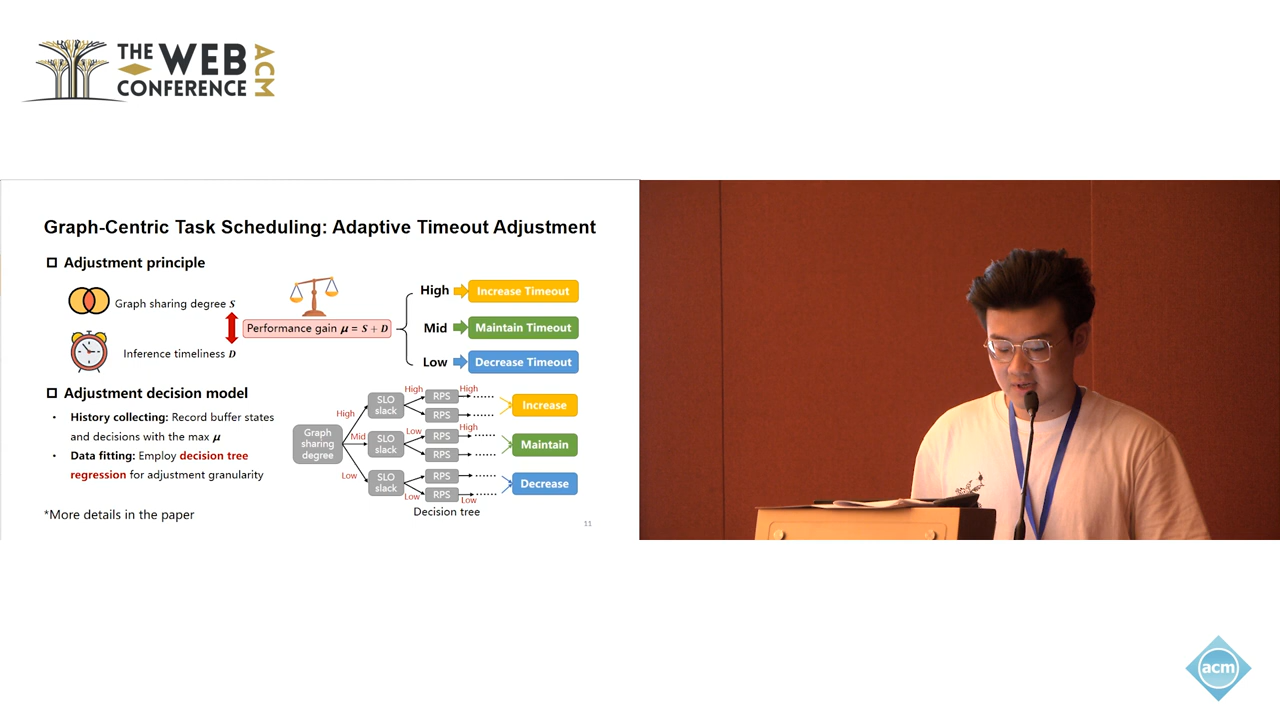 THE WEB
CONFERENCE
ACM
Graph-Centric Task Scheduling: Adaptive Timeout Adjustment
Adjustment principle
Graph sharing degree S
Inference timeliness D
Performance gain μ = S + D
High
Increase Timeout
Mid
Maintain Timeout
Low
Decrease Timeout
Adjustment decision model
• History collecting: Record buffer states
and decisions with the max μ
• Data fitting: Employ decision tree
regression for adjustment granularity
Graph
sharing
degree
High
Mid
Low
SLO
slack
High
RPS
High
......
RPS
......
Increase
SLO
slack
Low
RPS
High
......
RPS
......
Maintain
SLO
slack
RPS
......
Low
RPS
Low
......
Decrease
Decision tree
*More details in the paper
11
acm